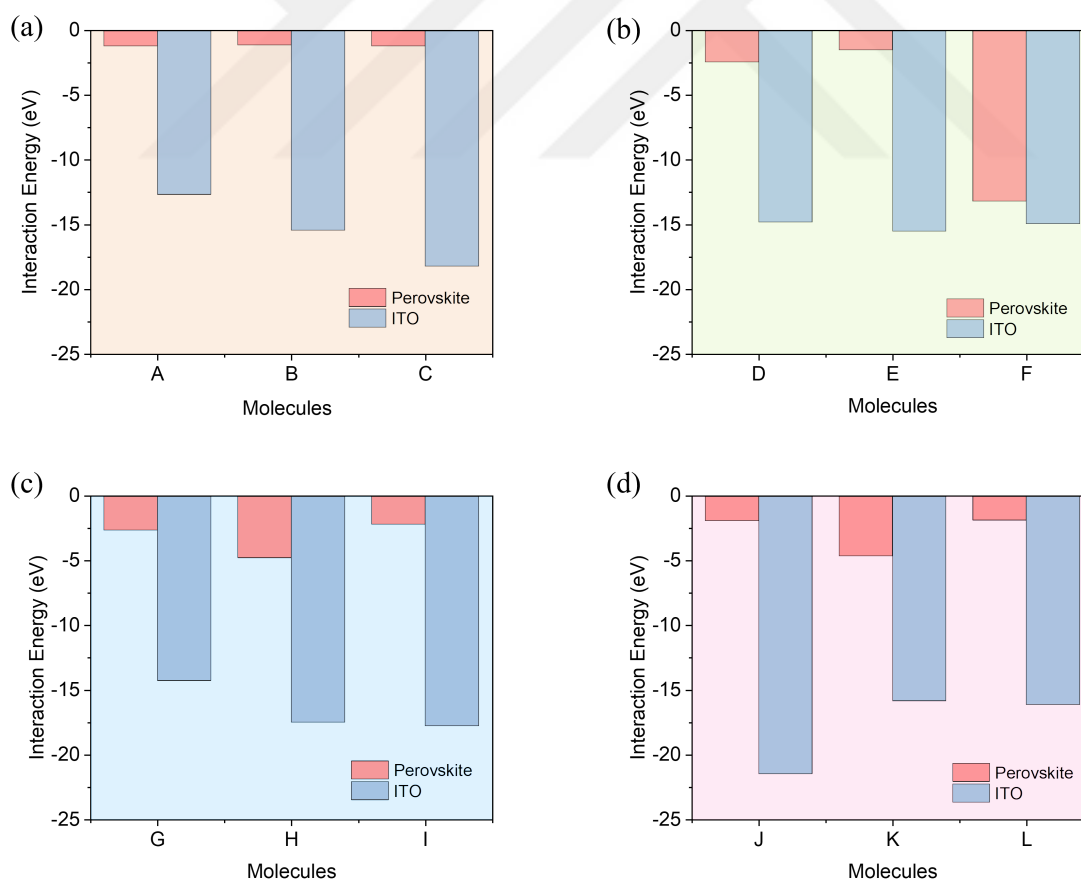 (a)
0
-5
-10
-15
-20
-25
Interaction Energy (eV)
Perovskite
ITO
A B C
Molecules
(b)
0
-5
-10
-15
-20
-25
Interaction Energy (eV)
Perovskite
ITO
D E F
Molecules
(c)
0
-5
-10
-15
-20
-25
Interaction Energy (eV)
Perovskite
ITO
G H I
Molecules
(d)
0
-5
-10
-15
-20
-25
Interaction Energy (eV)
Perovskite
ITO
J K L
Molecules